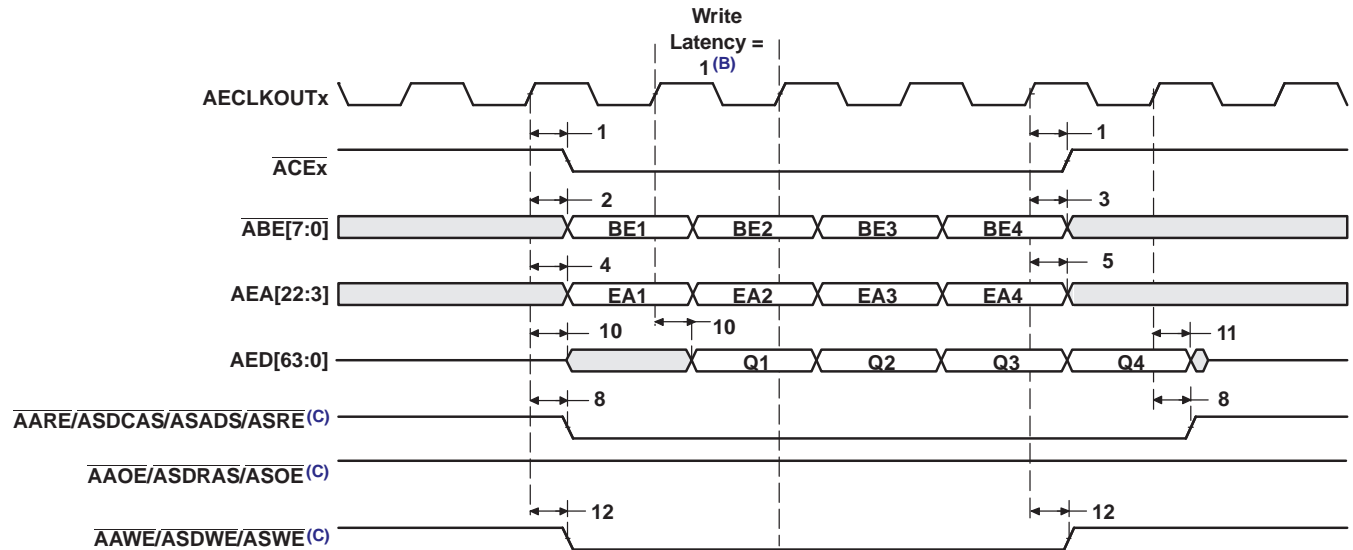 Write
Latency =
1(B)
AECLKOUTx
1 1
ACEx
2 3
ABE[7:0] BE1 BE2 BE3 BE4
4 5
AEA[22:3] EA1 EA2 EA3 EA4
10 10 11
AED[63:0] Q1 Q2 Q3 Q4
8 8
AARE/ASDCAS/ASADS/ASRE(C)
AAOE/ASDRAS/ASOE(C)
12 12
AAWE/ASDWE/ASWE(C)